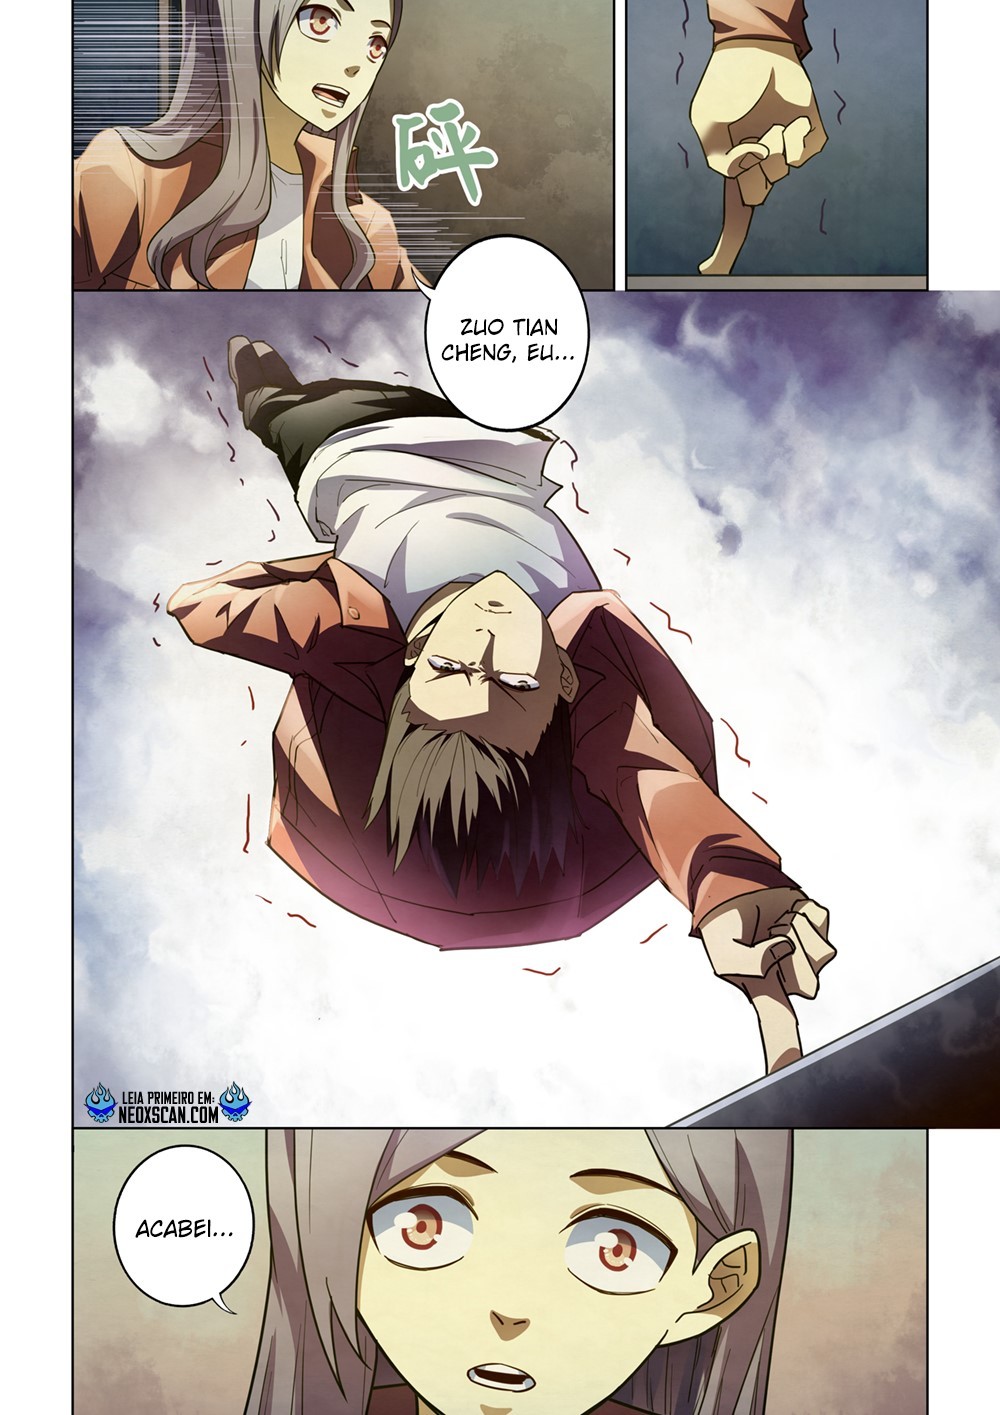 砰
ZUO TIAN
CHENG, EU...
LEIA PRIMEIRO EM:
NEOXSCAN.COM
ACABEI...